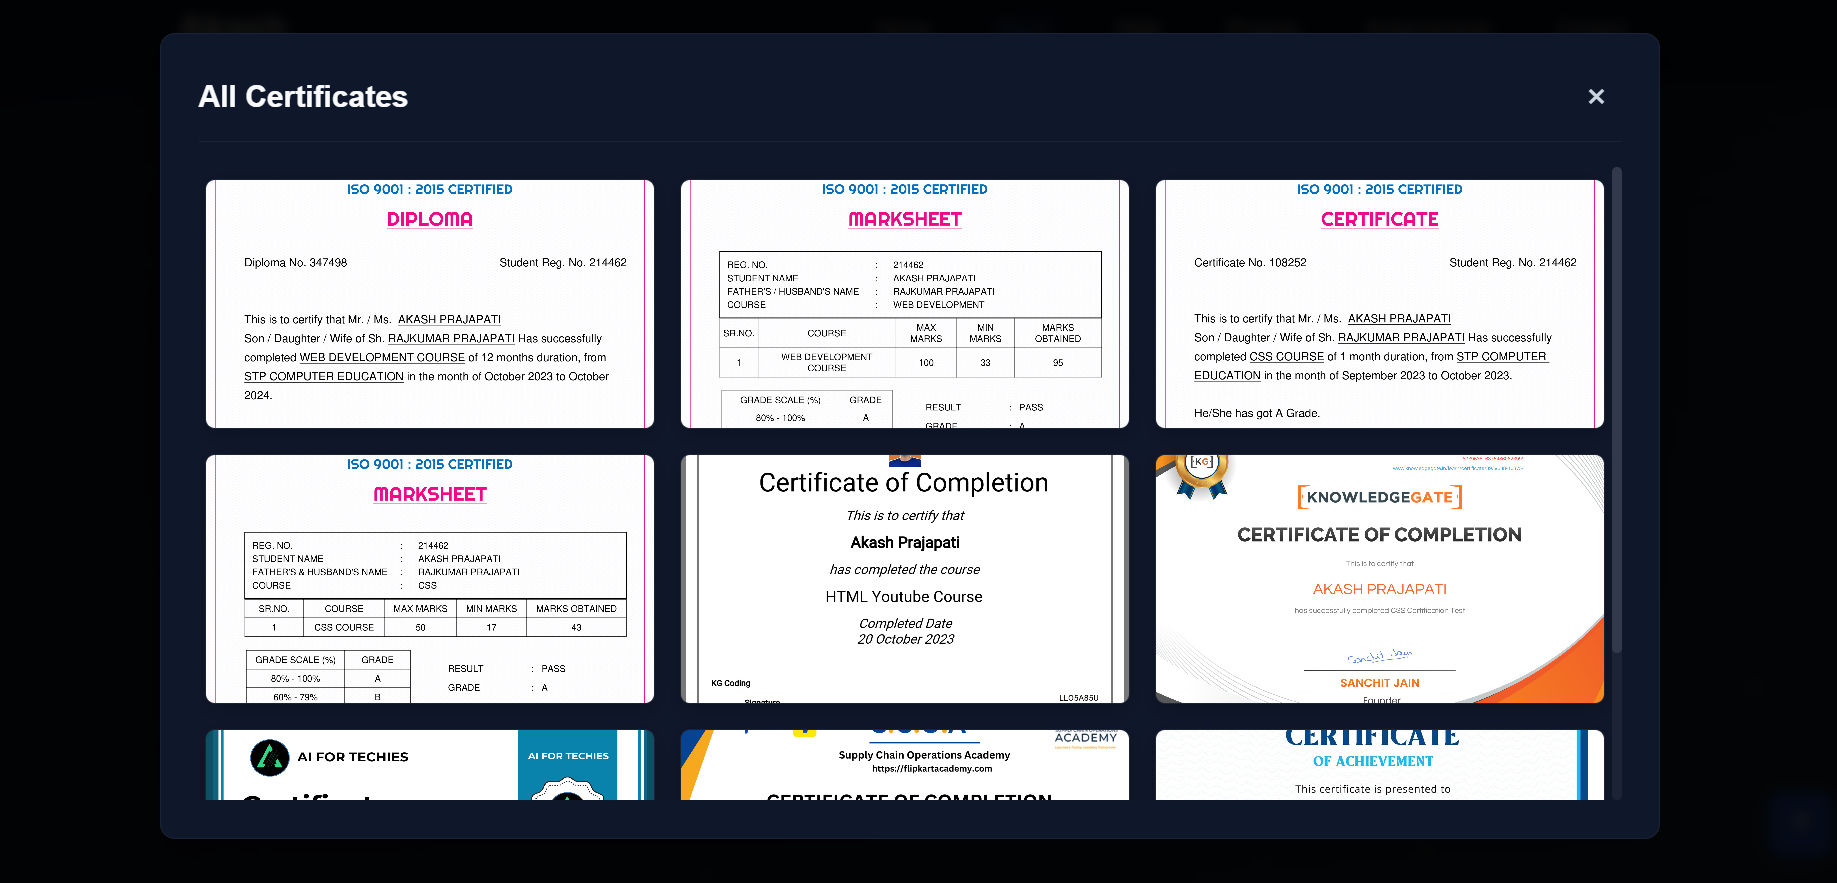 All Certificates
×
ISO 9001 : 2015 CERTIFIED
DIPLOMA
Diploma No. 347498 Student Reg. No. 214462
This is to certify that Mr. / Ms. AKASH PRAJAPATI
Son / Daughter / Wife of Sh. RAJKUMAR PRAJAPATI Has successfully
completed WEB DEVELOPMENT COURSE of 12 months duration, from
STP COMPUTER EDUCATION in the month of October 2023 to October
2024.
ISO 9001 : 2015 CERTIFIED
MARKSHEET
REG. NO. : 214462
STUDENT NAME : AKASH PRAJAPATI
FATHER'S / HUSBAND'S NAME : RAJKUMAR PRAJAPATI
COURSE : WEB DEVELOPMENT
SR.NO. COURSE MAX MARKS MIN MARKS MARKS OBTAINED
1 WEB DEVELOPMENT COURSE 100 33 95
GRADE SCALE (%) GRADE
80% - 100% A
RESULT : PASS
GRADE : A
ISO 9001 : 2015 CERTIFIED
CERTIFICATE
Certificate No. 108252 Student Reg. No. 214462
This is to certify that Mr. / Ms. AKASH PRAJAPATI
Son / Daughter / Wife of Sh. RAJKUMAR PRAJAPATI Has successfully
completed CSS COURSE of 1 month duration, from STP COMPUTER
EDUCATION in the month of September 2023 to October 2023.
He/She has got A Grade.
ISO 9001 : 2015 CERTIFIED
MARKSHEET
REG. NO. : 214462
STUDENT NAME : AKASH PRAJAPATI
FATHER'S & HUSBAND'S NAME : RAJKUMAR PRAJAPATI
COURSE : CSS
SR.NO. COURSE MAX MARKS MIN MARKS MARKS OBTAINED
1 CSS COURSE 50 17 43
GRADE SCALE (%) GRADE
80% - 100% A
60% - 79% B
RESULT : PASS
GRADE : A
Certificate of Completion
This is to certify that
Akash Prajapati
has completed the course
HTML Youtube Course
Completed Date
20 October 2023
KG Coding
Signature
[KG]
[KNOWLEDGEGATE]
CERTIFICATE OF COMPLETION
This is to certify that
AKASH PRAJAPATI
has successfully completed CSS Certification Test
SANCHIT JAIN
Founder
AI FOR TECHIES
AI FOR TECHIES
Certificate
ACADEMY
Supply Chain Operations Academy
https://flipkartacademy.com
CERTIFICATE OF COMPLETION
CERTIFICATE
OF ACHIEVEMENT
This certificate is presented to